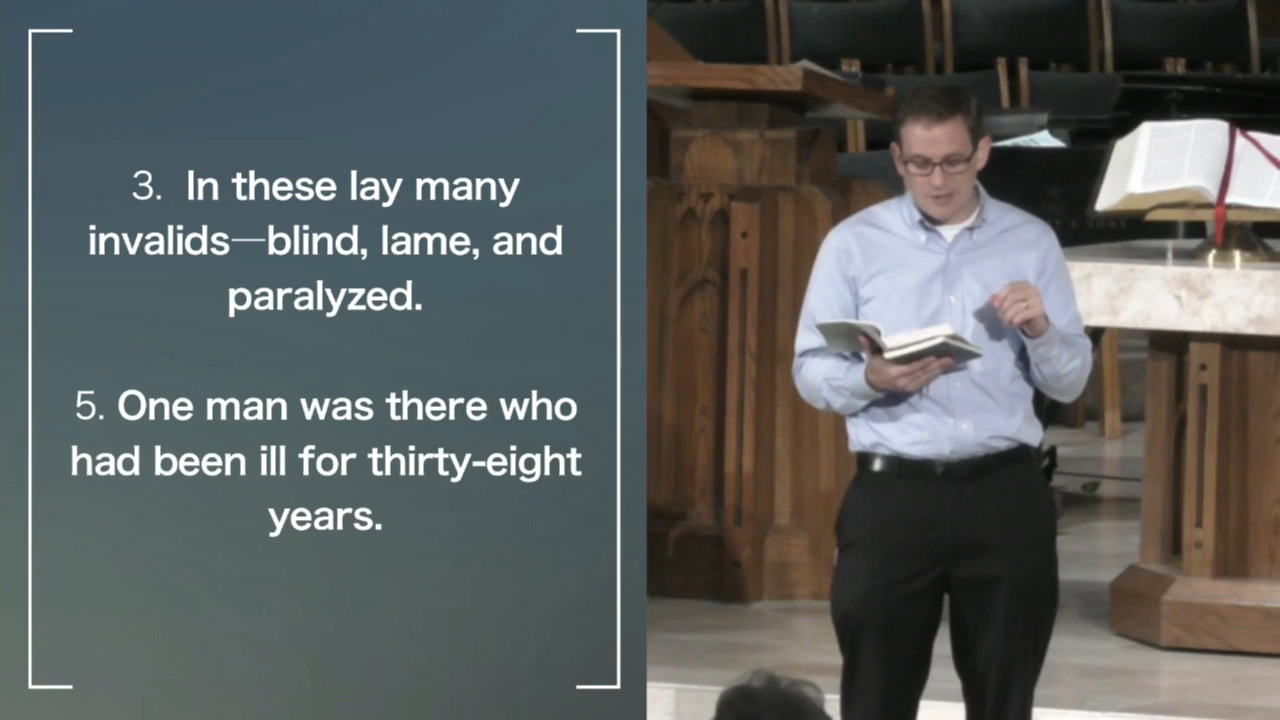 3. In these lay many
invalids—blind, lame, and
paralyzed.
5. One man was there who
had been ill for thirty-eight
years.